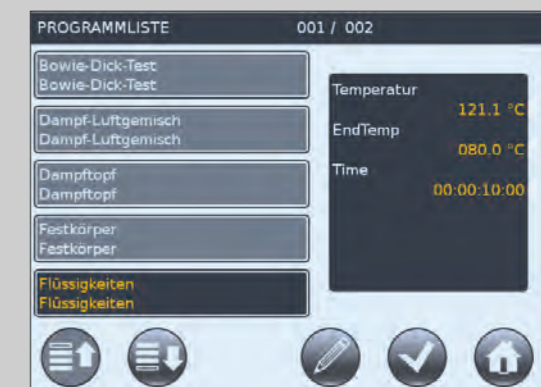 PROGRAMMLISTE 001 / 002
Bowie-Dick-Test
Bowie-Dick-Test
Dampf-Luftgemisch
Dampf-Luftgemisch
Dampftopf
Dampftopf
Festkörper
Festkörper
Flüssigkeiten
Flüssigkeiten
Temperatur
121.1 °C
EndTemp
080.0 °C
Time
00:00:10:00